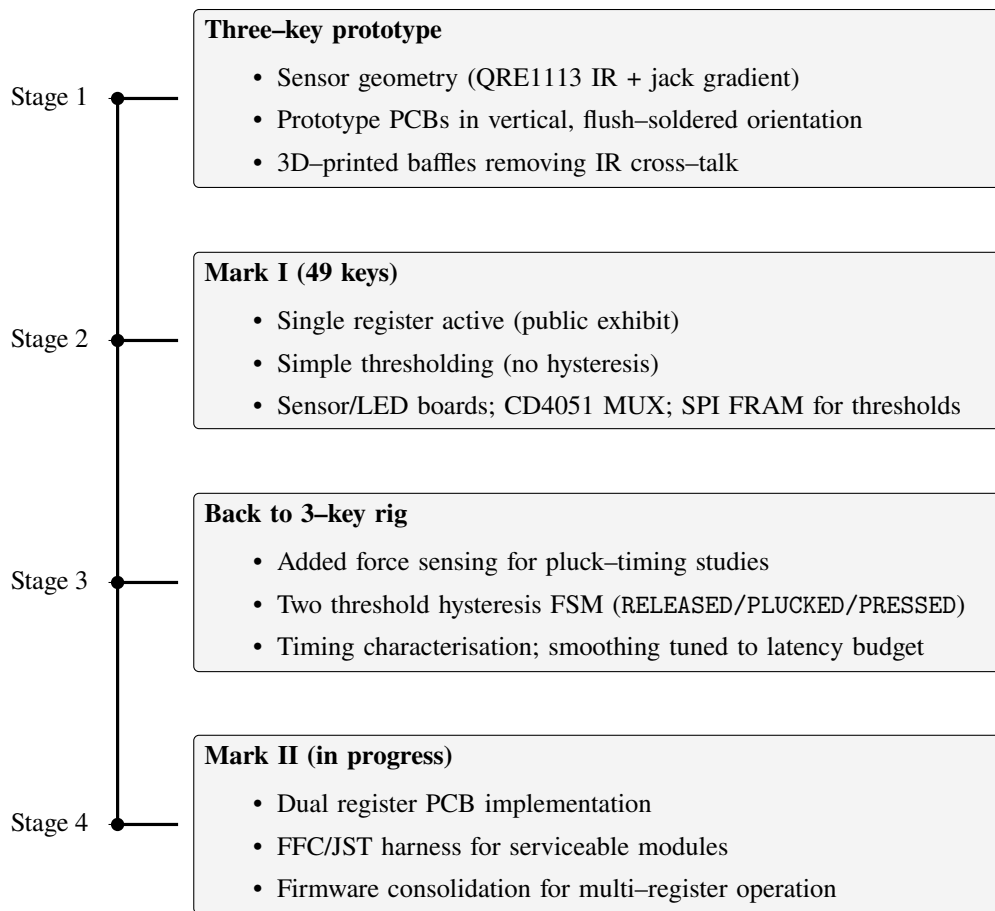 Three–key prototype
Stage 1
• Sensor geometry (QRE1113 IR + jack gradient)
• Prototype PCBs in vertical, flush–soldered orientation
• 3D–printed baffles removing IR cross–talk
Mark I (49 keys)
Stage 2
• Single register active (public exhibit)
• Simple thresholding (no hysteresis)
• Sensor/LED boards; CD4051 MUX; SPI FRAM for thresholds
Back to 3–key rig
Stage 3
• Added force sensing for pluck–timing studies
• Two threshold hysteresis FSM (RELEASED/PLUCKED/PRESSED)
• Timing characterisation; smoothing tuned to latency budget
Mark II (in progress)
Stage 4
• Dual register PCB implementation
• FFC/JST harness for serviceable modules
• Firmware consolidation for multi–register operation